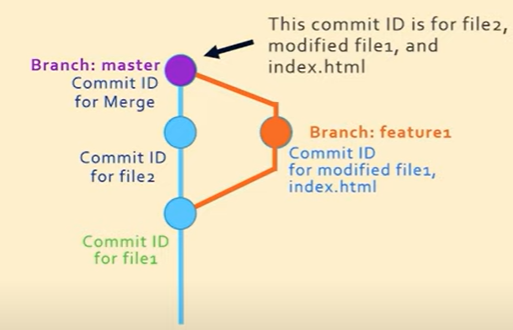 This commit ID is for file2,
modified file1, and
index.html
Branch: master
Commit ID
for Merge
Branch: feature1
Commit ID
for modified file1,
index.html
Commit ID
for file2
Commit ID
for file1